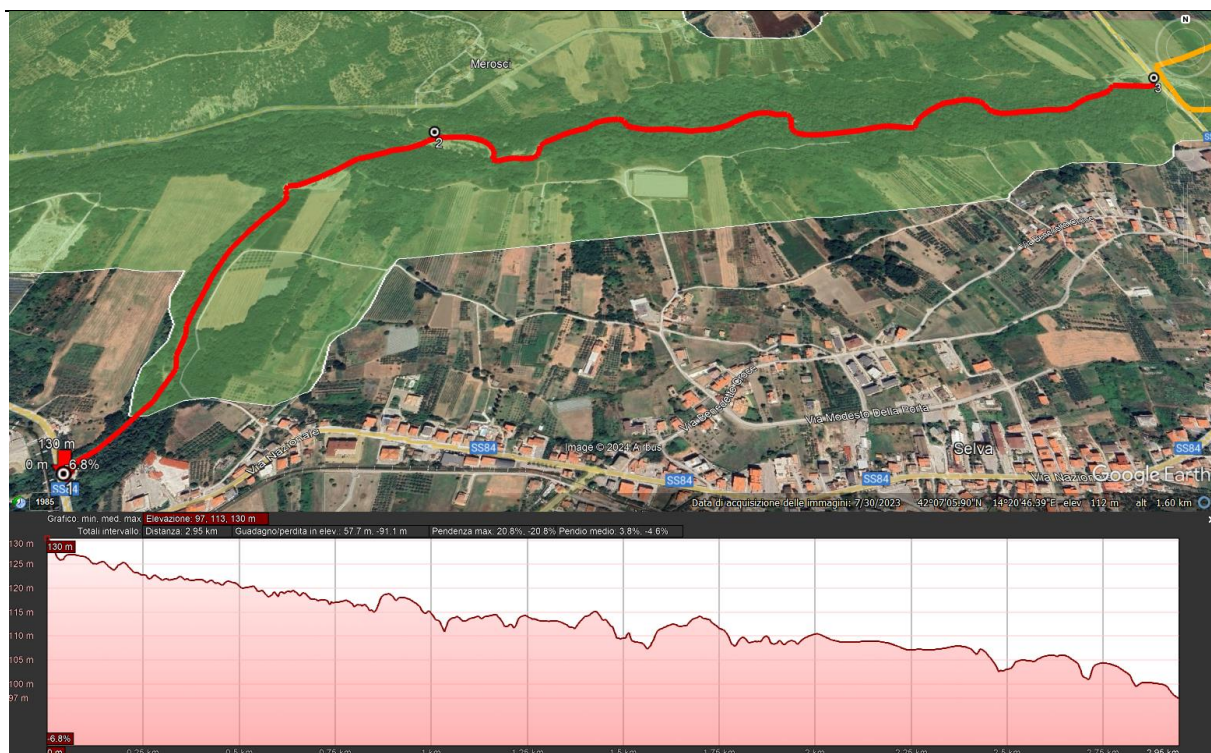 Merosci
N
3
SS
2
Via Modesto Della Porta
Via Nazionale
SS84
Image © 2024 Airbus
Selva
SS84
SS84
Via Nazion
Google Earth
130 m
0 m
-6.8%
SS84
1
1985
Data di acquisizione delle immagini: 7/30/2023 42°07'05.90"N 14°20'46.39"E elev 112 m alt 1.60 km
Grafico: min. med. max Elevazione: 97, 113, 130 m
Totali intervallo: Distanza: 2.95 km Guadagno/perdita in elev.: 57.7 m, -91.1 m Pendenza max: 20.8%, -20.8% Pendio medio: 3.8%, -4.6%
130 m
130 m
125 m
120 m
115 m
110 m
105 m
100 m
97 m
-6.8%
0 m 0.25 km 0.5 km 0.75 km 1 km 1.25 km 1.5 km 1.75 km 2 km 2.25 km 2.5 km 2.75 km 2.95 km